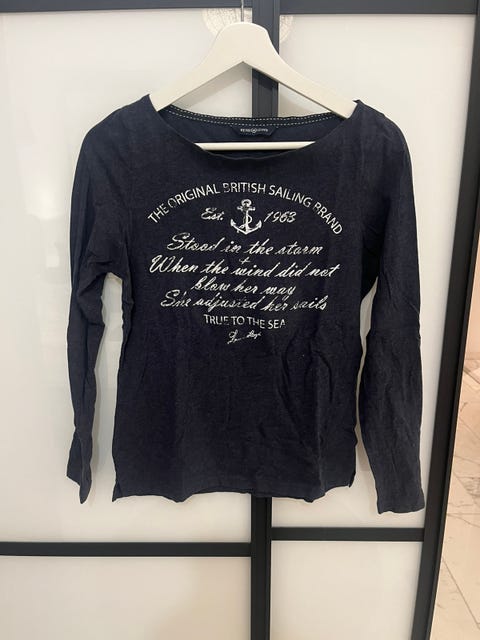 THE ORIGINAL BRITISH SAILING BRAND
Est. 1963
Stood in the storm
+
When the wind did not
blow her way
She adjusted her sails
TRUE TO THE SEA